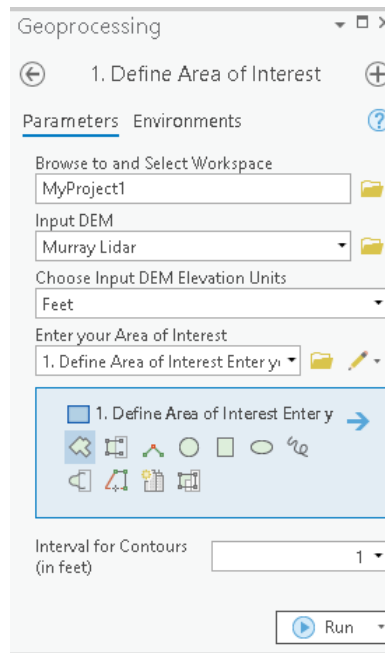 Geoprocessing
1. Define Area of Interest
Parameters Environments
Browse to and Select Workspace
MyProject1
Input DEM
Murray Lidar
Choose Input DEM Elevation Units
Feet
Enter your Area of Interest
1. Define Area of Interest Enter y
1. Define Area of Interest Enter y
Interval for Contours
(in feet)
1
Run